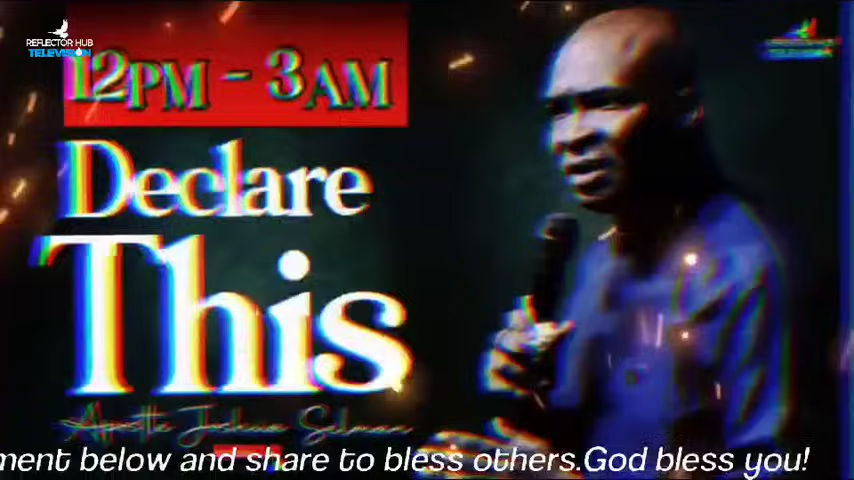 REFLECTOR HUB
TELEVISION
12PM - 3AM
Declare
This
Apostle Joshua Selman
ment below and share to bless others.God bless you!